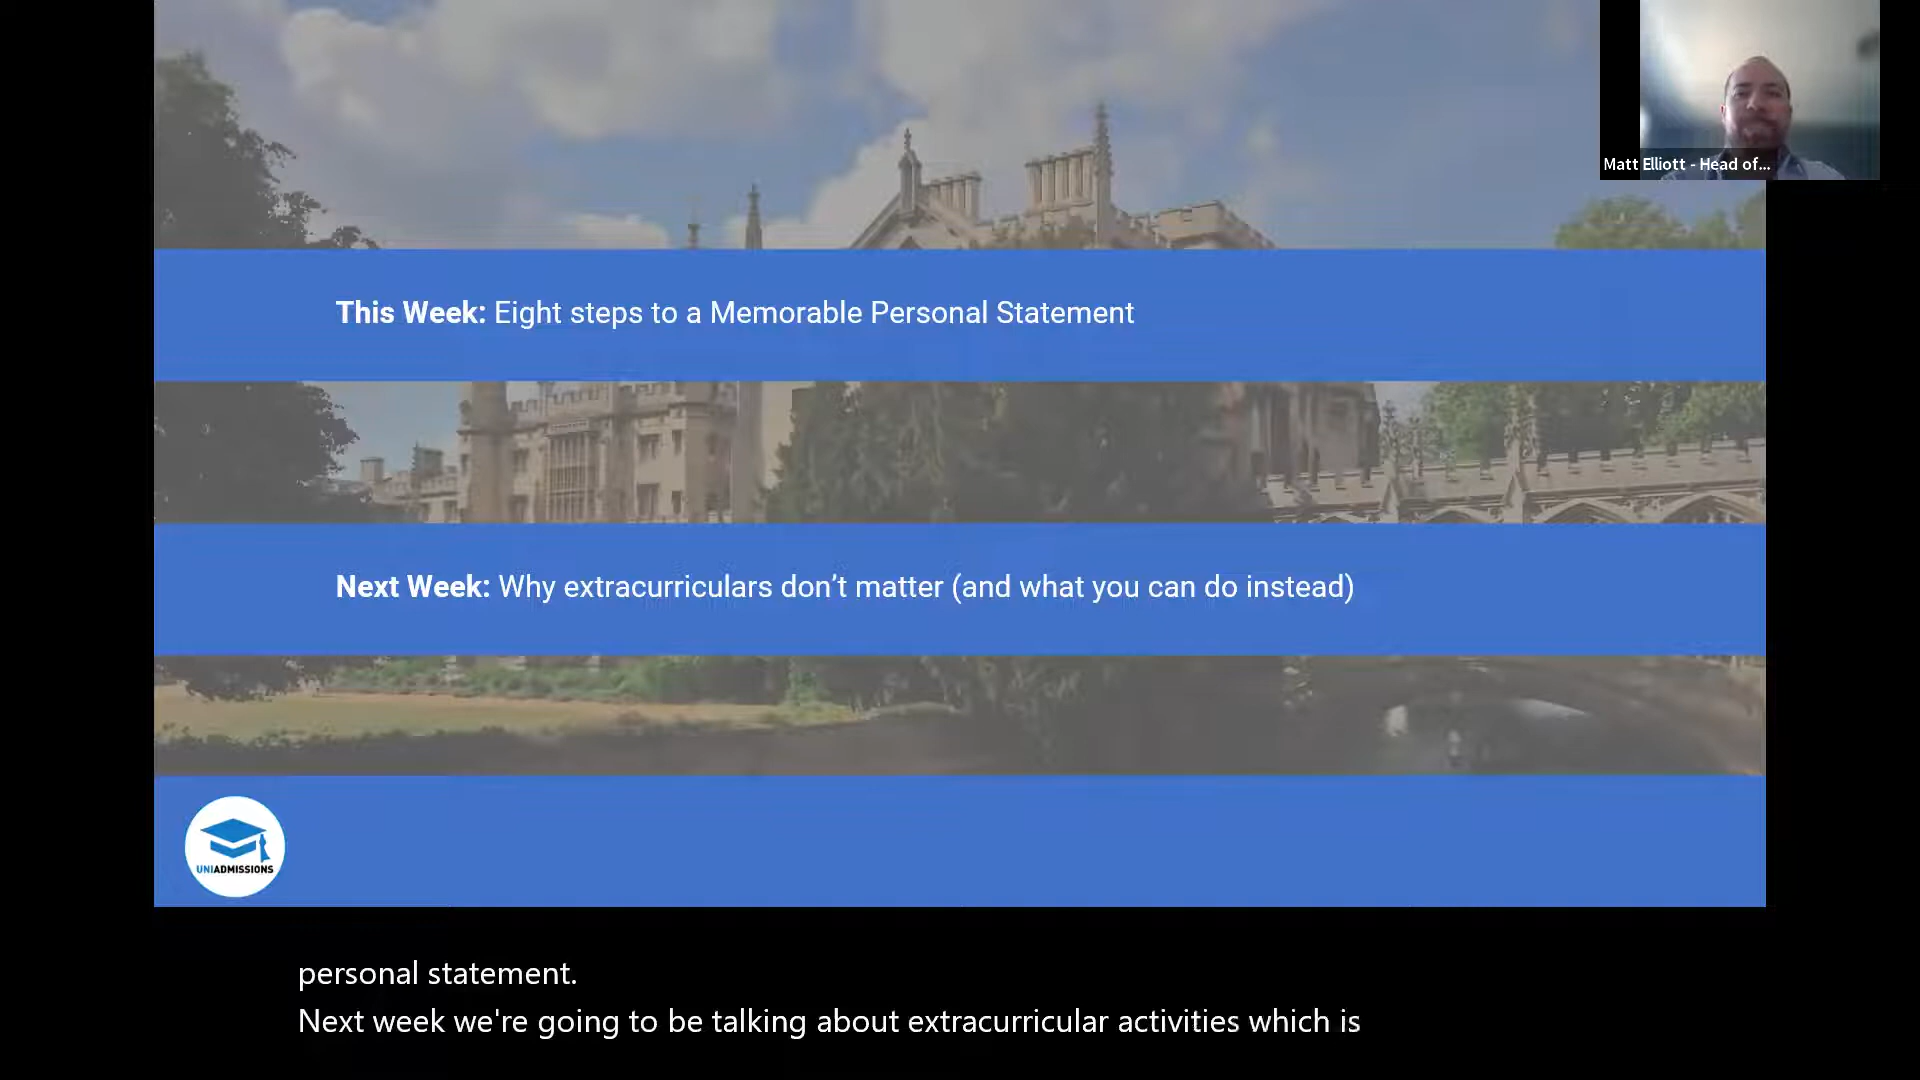 Matt Elliott - Head of...
This Week: Eight steps to a Memorable Personal Statement
Next Week: Why extracurriculars don’t matter (and what you can do instead)
UNIADMISSIONS
personal statement.
Next week we're going to be talking about extracurricular activities which is